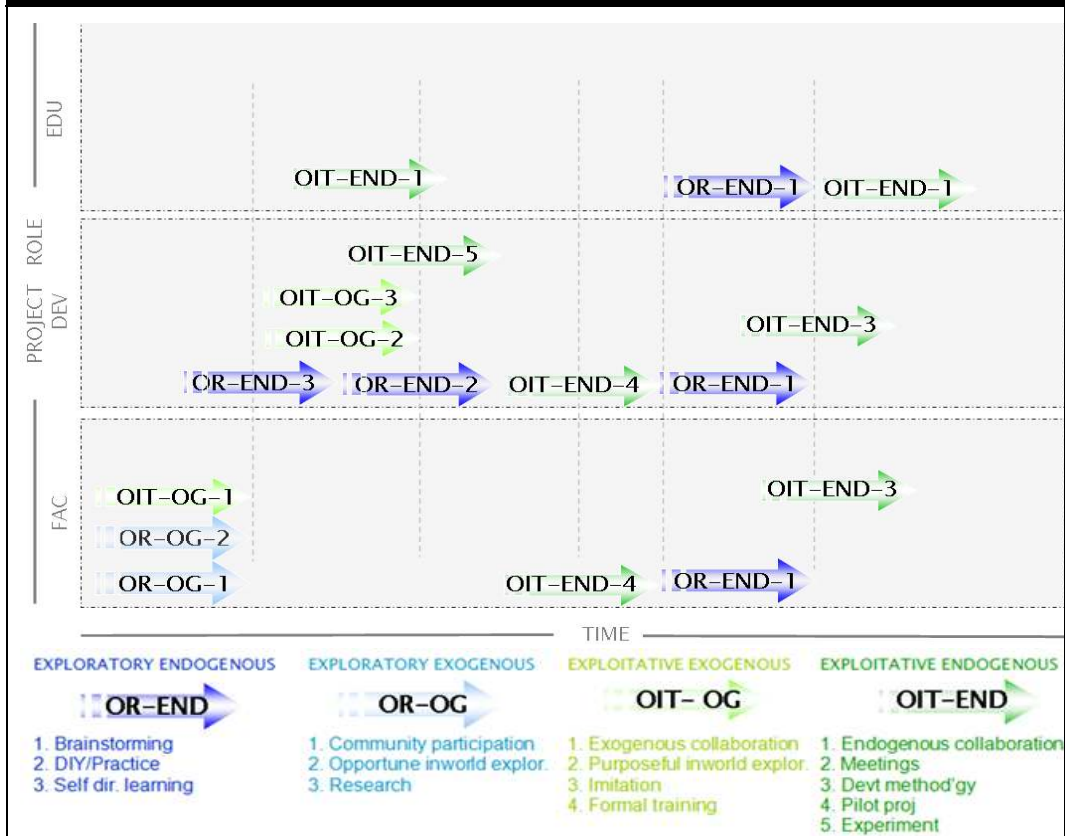 EDU
OIT-END-1
OR-END-1
OIT-END-1
PROJECT ROLE
DEV
OIT-END-5
OIT-OG-3
OIT-END-3
OIT-OG-2
OR-END-3
OR-END-2
OIT-END-4
OR-END-1
FAC
OIT-OG-1
OIT-END-3
OR-OG-2
OR-OG-1
OIT-END-4
OR-END-1
TIME
EXPLORATORY ENDOGENOUS
OR-END
1. Brainstorming
2. DIY/Practice
3. Self dir. learning
EXPLORATORY EXOGENOUS
OR-OG
1. Community participation
2. Opportune inworld explor.
3. Research
EXPLOITATIVE EXOGENOUS
OIT- OG
1. Exogenous collaboration
2. Purposeful inworld explor.
3. Imitation
4. Formal training
EXPLOITATIVE ENDOGENOUS
OIT-END
1. Endogenous collaboration
2. Meetings
3. Devt method'gy
4. Pilot proj
5. Experiment